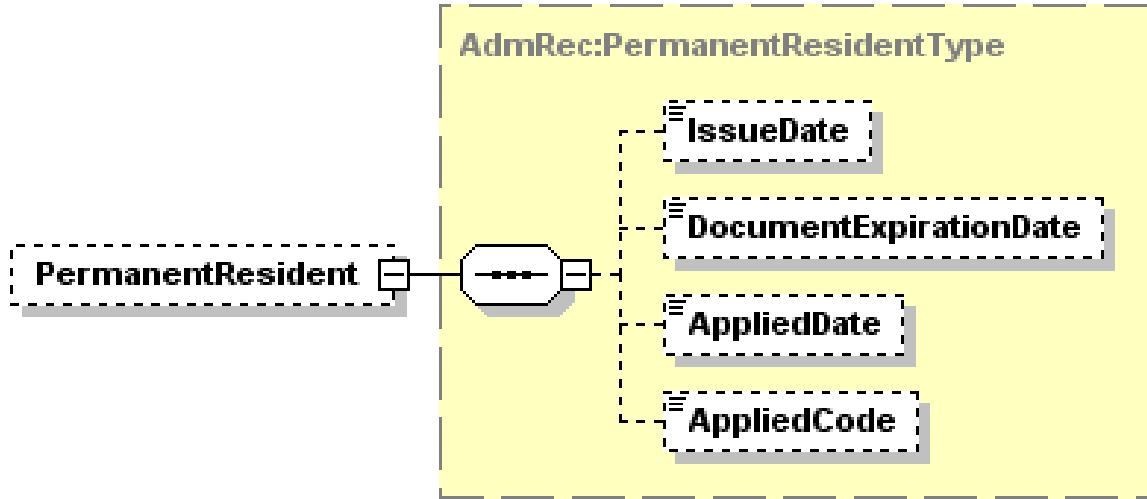 AdmRec:PermanentResidentType
IssueDate
DocumentExpirationDate
PermanentResident
AppliedDate
AppliedCode